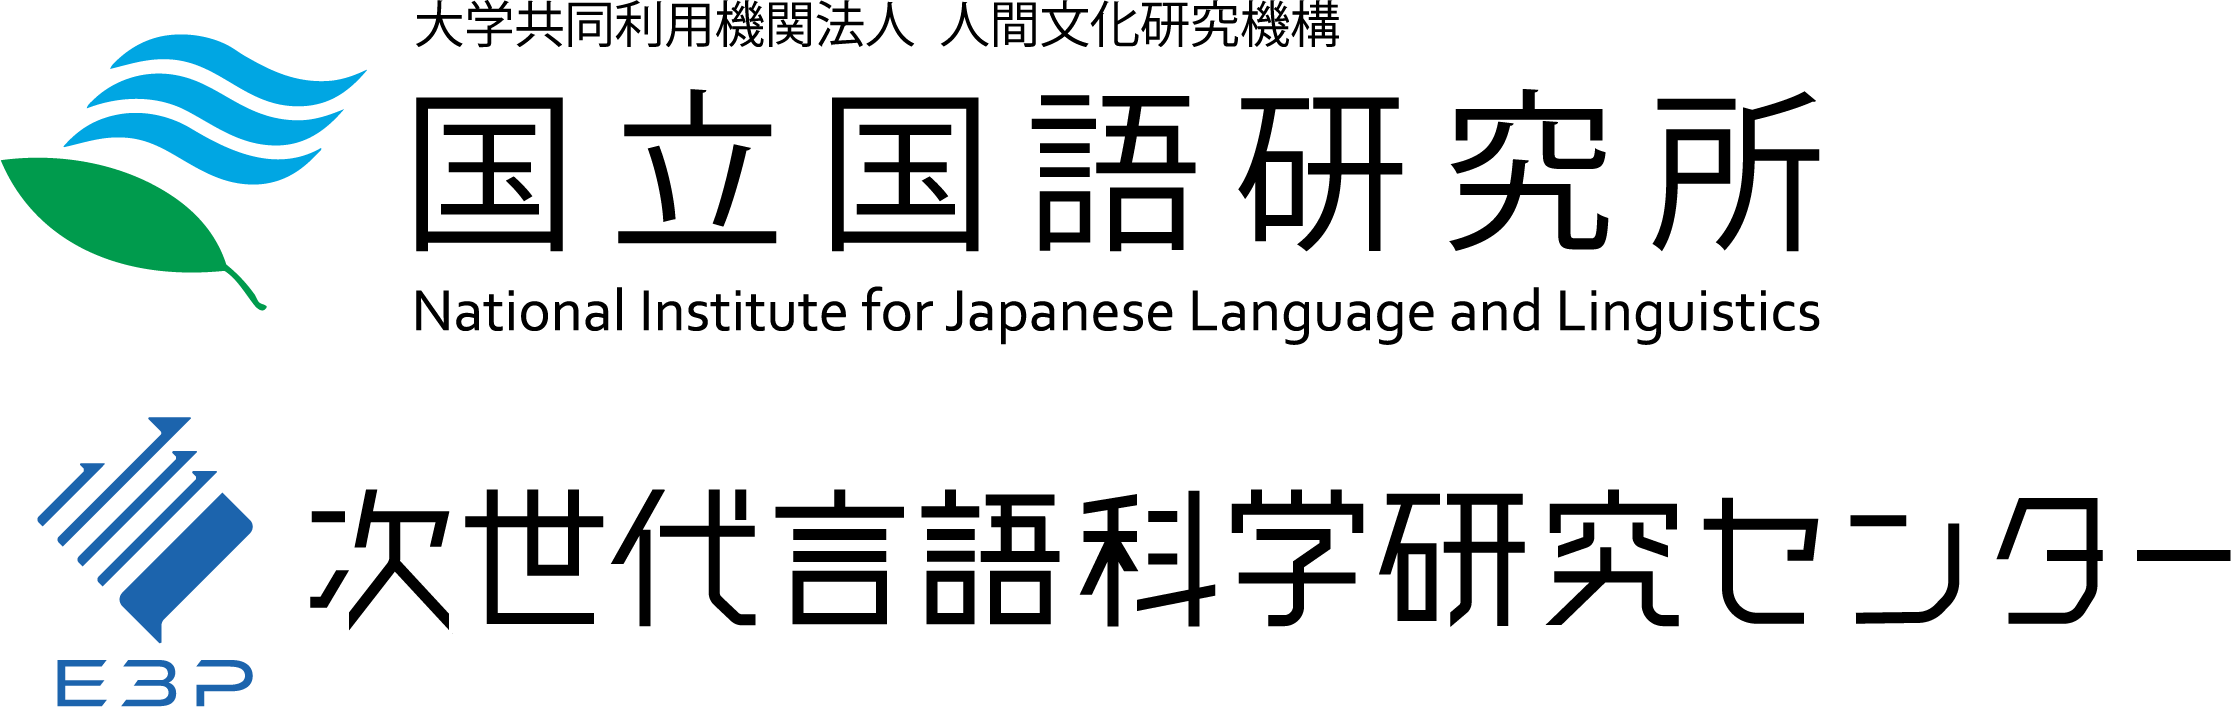 大学共同利用機関法人 人間文化研究機構
国立国語研究所
National Institute for Japanese Language and Linguistics
次世代言語科学研究センター
E3P